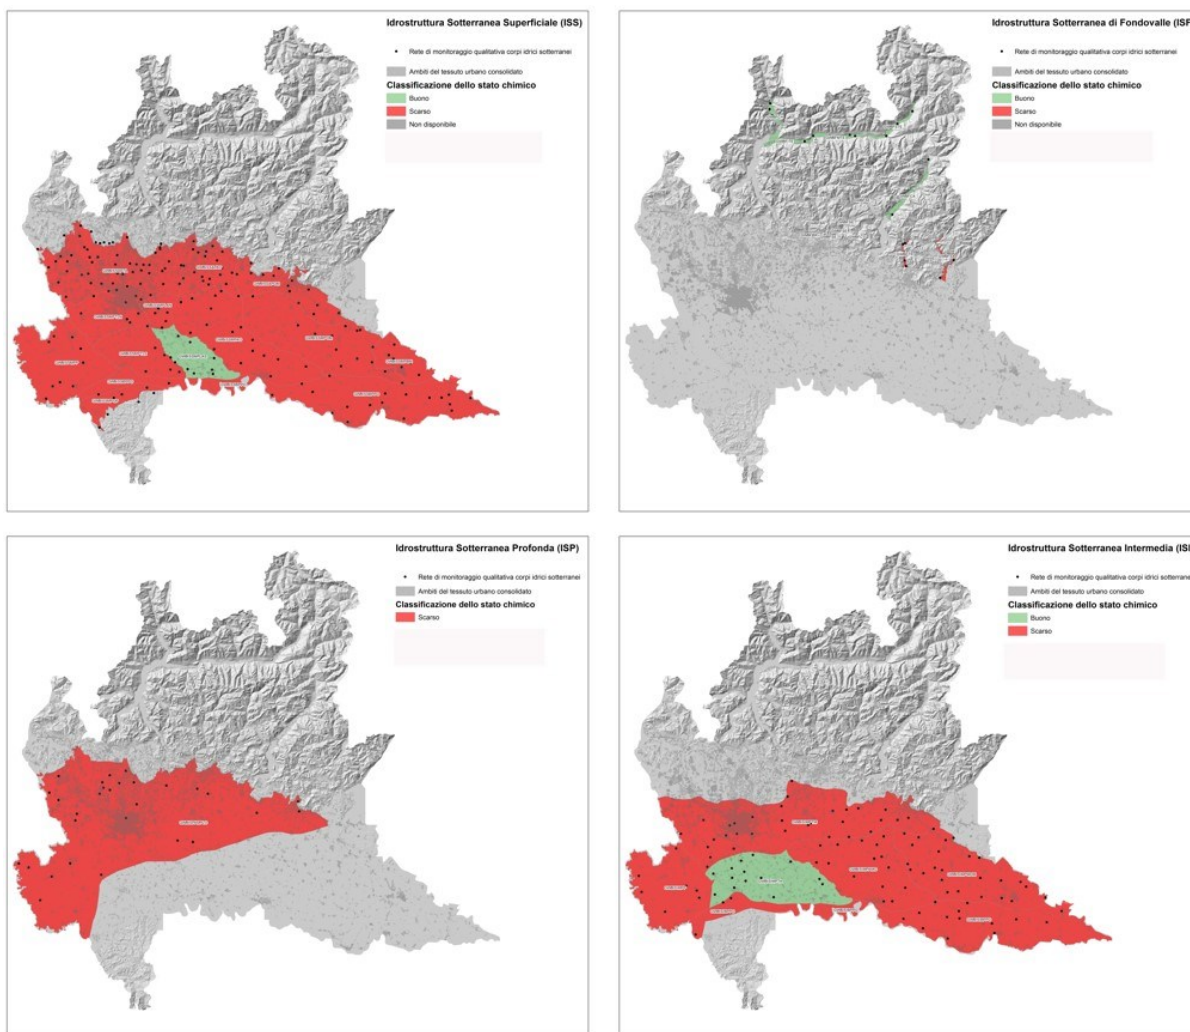 Idrostruttura Sotterranea Superficiale (ISS)
Rete di monitoraggio qualitativa corpi idrici sotterranei
Ambiti del tessuto urbano consolidato
Classificazione dello stato chimico
Buono
Scarso
Non disponibile
Idrostruttura Sotterranea di Fondovalle (ISF
Rete di monitoraggio qualitativa corpi idrici sotterranei
Ambiti del tessuto urbano consolidato
Classificazione dello stato chimico
Buono
Scarso
Non disponibile
Idrostruttura Sotterranea Profonda (ISP)
Rete di monitoraggio qualitativa corpi idrici sotterranei
Ambiti del tessuto urbano consolidato
Classificazione dello stato chimico
Scarso
Idrostruttura Sotterranea Intermedia (ISI
Rete di monitoraggio qualitativa corpi idrici sotterranei
Ambiti del tessuto urbano consolidato
Classificazione dello stato chimico
Buono
Scarso